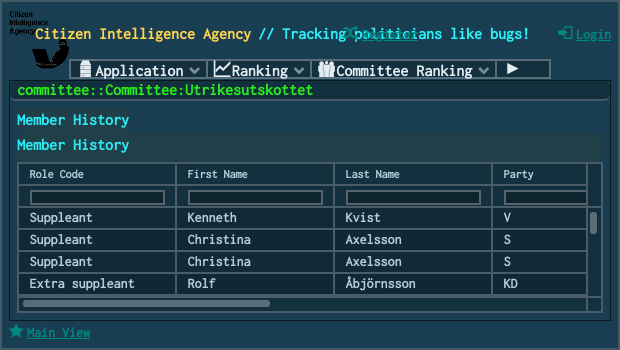 Citizen
Intelligence
Agency
Citizen Intelligence Agency // Tracking politicians like bugs!
Register
Login
Application
Ranking
Committee Ranking
committee::Committee:Utrikesutskottet
Member History
Member History
Role Code First Name Last Name Party
Suppleant Kenneth Kvist V
Suppleant Christina Axelsson S
Suppleant Christina Axelsson S
Extra suppleant Rolf Åbjörnsson KD
Main View